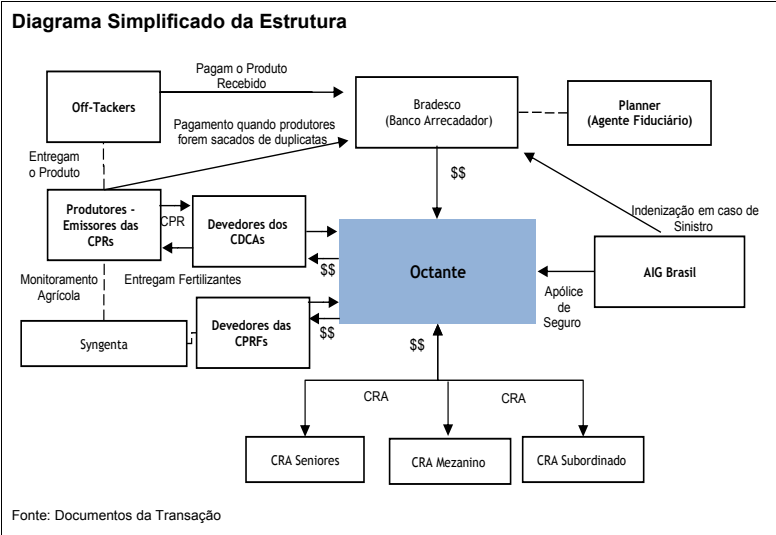 Diagrama Simplificado da Estrutura
Pagam o Produto
Recebido
Off-Tackers
Bradesco
(Banco Arrecadador)
Planner
(Agente Fiduciário)
Pagamento quando produtores
forem sacados de duplicatas
Entregam
o Produto
$$
Produtores -
Emissores das
CPRs
CPR
Devedores dos
CDCAs
Indenização em caso de
Sinistro
Octante
AIG Brasil
$$
Monitoramento
Agrícola
Entregam Fertilizantes
Apólice
de
Seguro
Syngenta
Devedores das
CPRFs
$$
$$
CRA
CRA
CRA Seniores
CRA Mezanino
CRA Subordinado
Fonte: Documentos da Transação